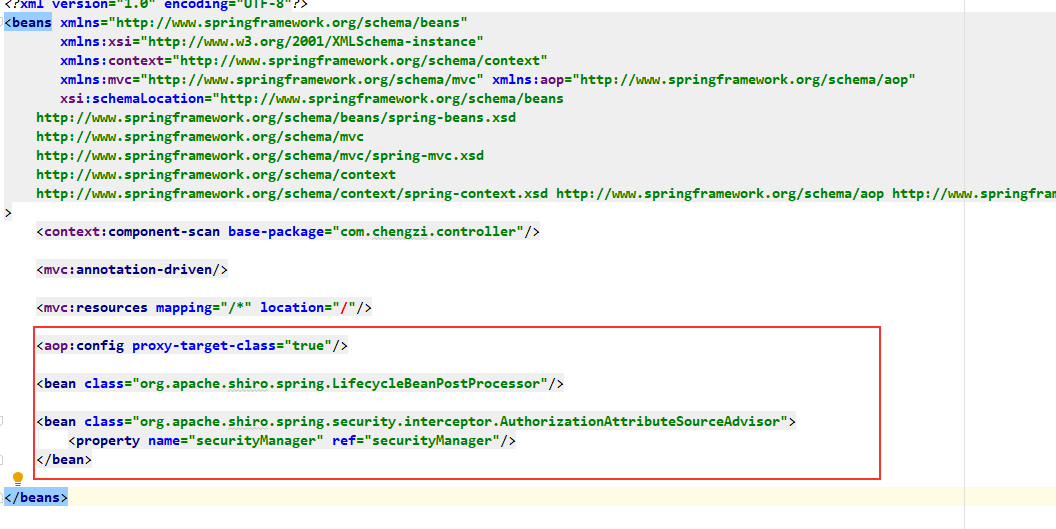 <?xml version="1.0" encoding="UTF-8"?>
<beans xmlns="http://www.springframework.org/schema/beans"
xmlns:xsi="http://www.w3.org/2001/XMLSchema-instance"
xmlns:context="http://www.springframework.org/schema/context"
xmlns:mvc="http://www.springframework.org/schema/mvc" xmlns:aop="http://www.springframework.org/schema/aop"
xsi:schemaLocation="http://www.springframework.org/schema/beans
http://www.springframework.org/schema/beans/spring-beans.xsd
http://www.springframework.org/schema/mvc
http://www.springframework.org/schema/mvc/spring-mvc.xsd
http://www.springframework.org/schema/context
http://www.springframework.org/schema/context/spring-context.xsd http://www.springframework.org/schema/aop http://www.springfram
>
<context:component-scan base-package="com.chengzi.controller"/>
<mvc:annotation-driven/>
<mvc:resources mapping="/*" location="/"/>
<aop:config proxy-target-class="true"/>
<bean class="org.apache.shiro.spring.LifecycleBeanPostProcessor"/>
<bean class="org.apache.shiro.spring.security.interceptor.AuthorizationAttributeSourceAdvisor">
<property name="securityManager" ref="securityManager"/>
</bean>
</beans>